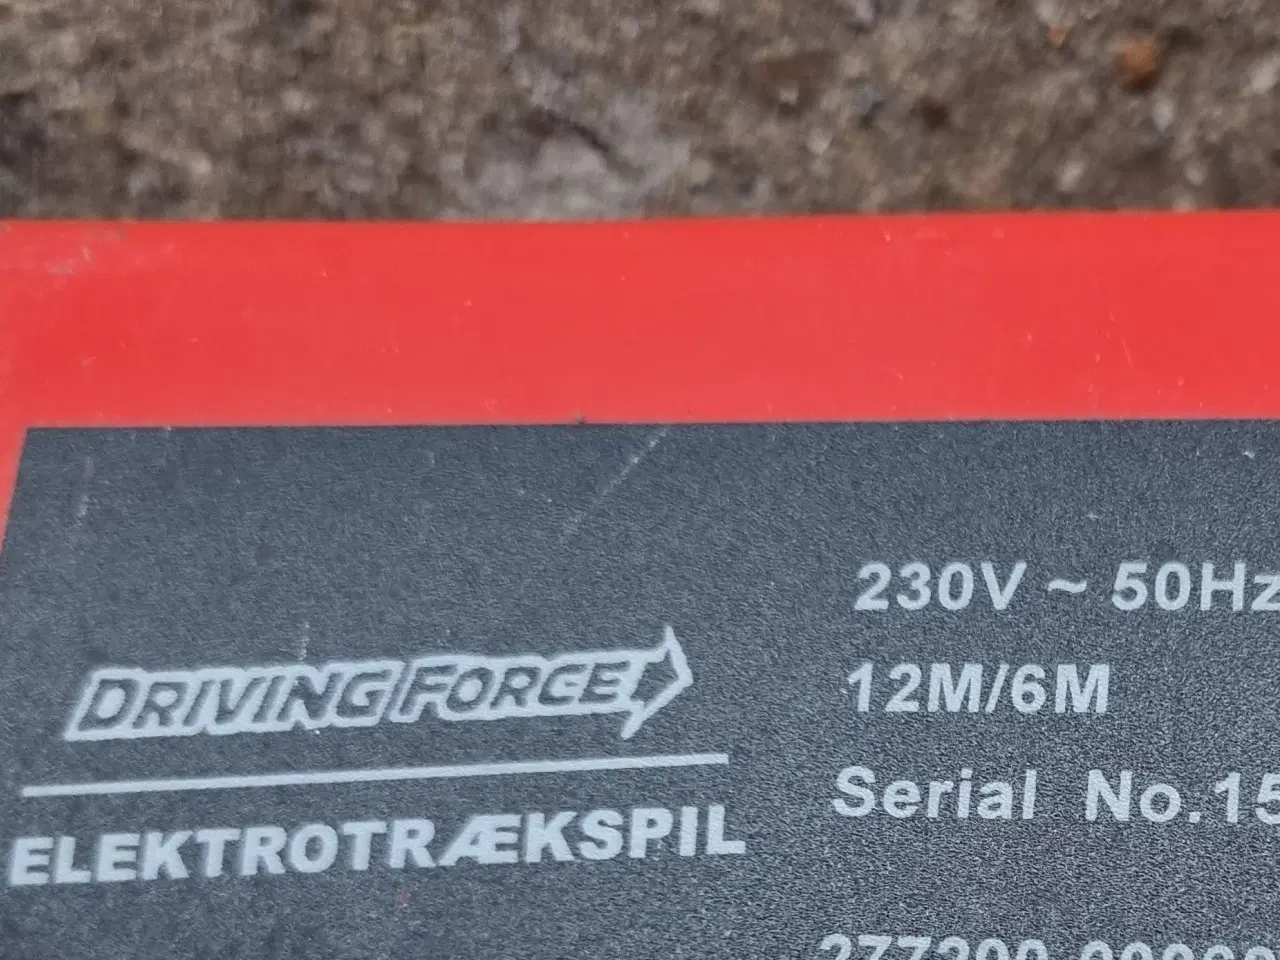 230V ~ 50Hz
DRIVING FORCE
12M/6M
Serial No.15
ELEKTROTRÆKSPIL